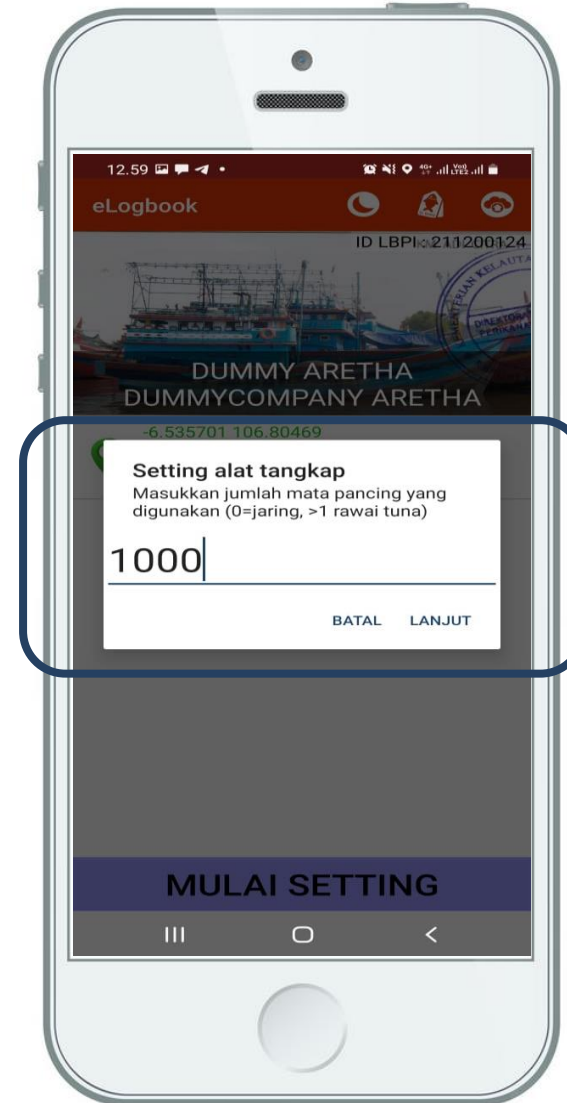 12.59
4G+
eLogbook
ID LBPI : 211200124
DUMMY ARETHA
DUMMYCOMPANY ARETHA
-6.535701 106.80469
Setting alat tangkap
Masukkan jumlah mata pancing yang
digunakan (0=jaring, >1 rawai tuna)
1000
BATAL LANJUT
MULAI SETTING